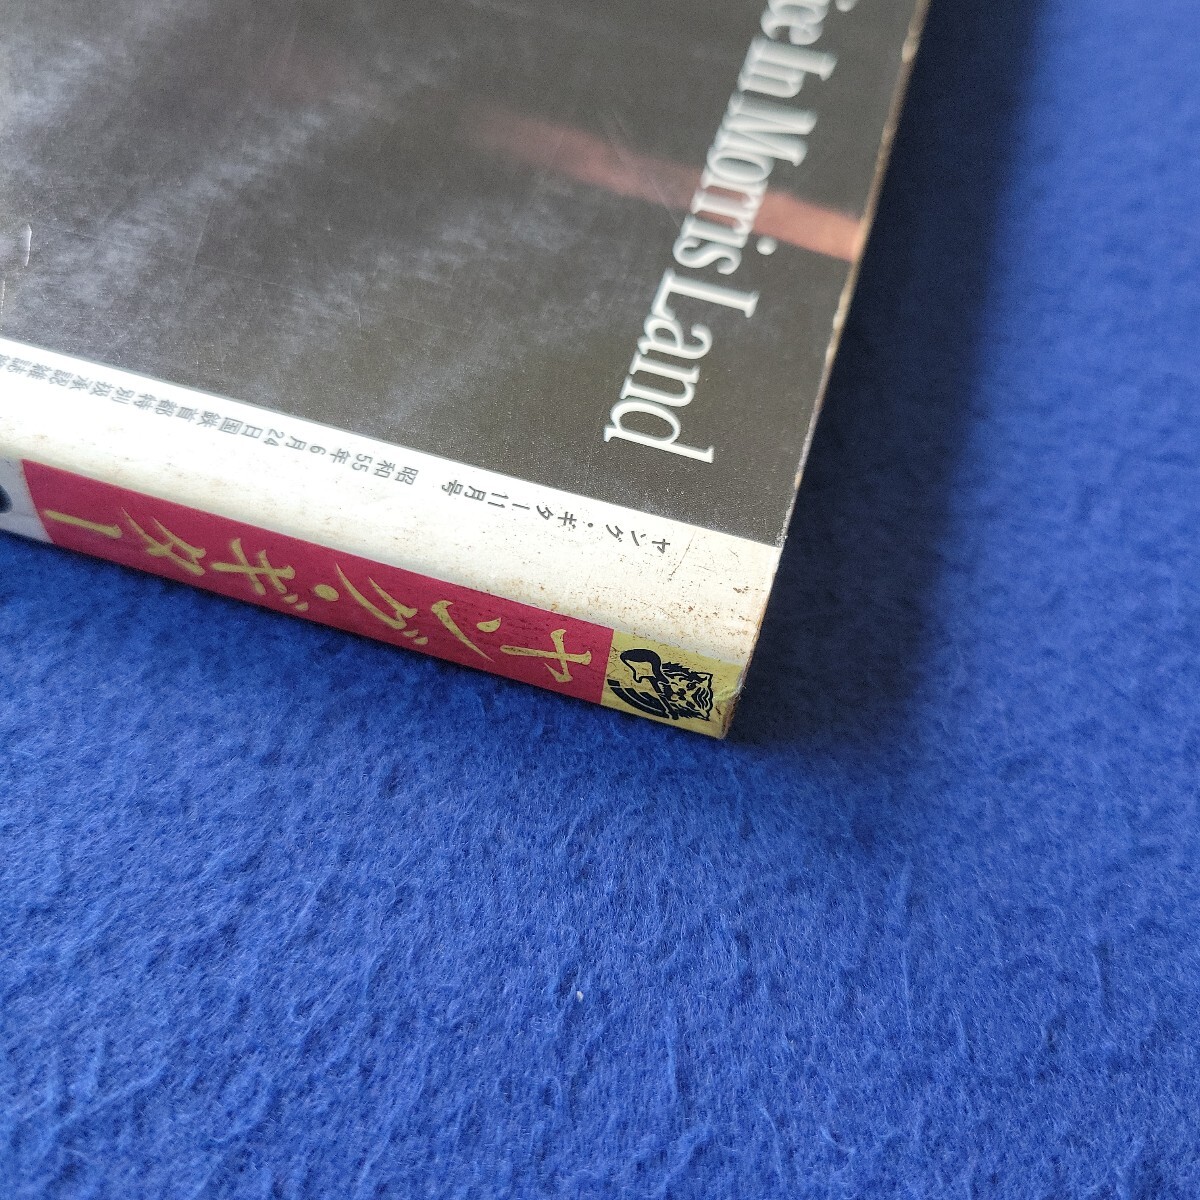 ice In Morris Land
ヤング・ギター11月号 昭和55年6月24日国鉄首都特別扱承認雑誌
ヤング・ギター